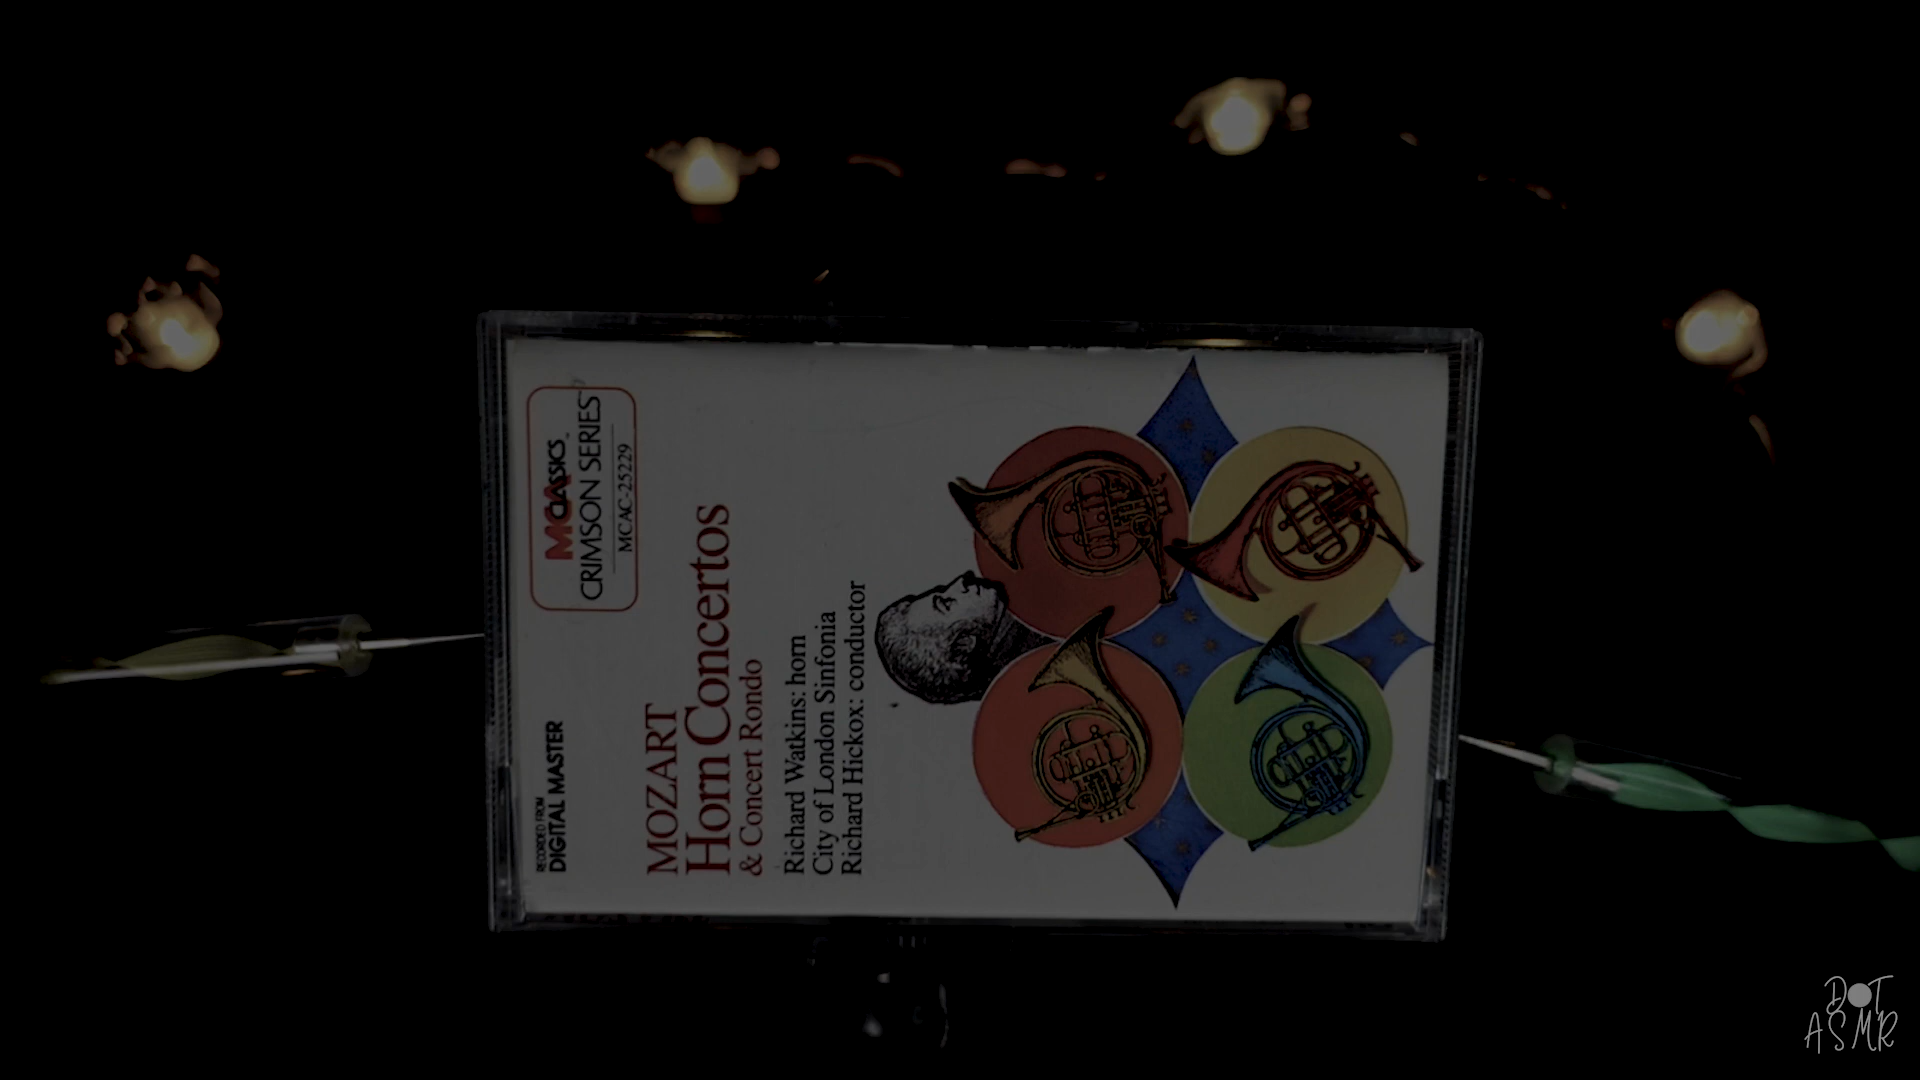 MCA CLASSICS
CRIMSON SERIES™
MCAC-25229
RECORDED FROM
DIGITAL MASTER
MOZART
Horn Concertos
& Concert Rondo
Richard Watkins: horn
City of London Sinfonia
Richard Hickox: conductor
DOT
ASMR